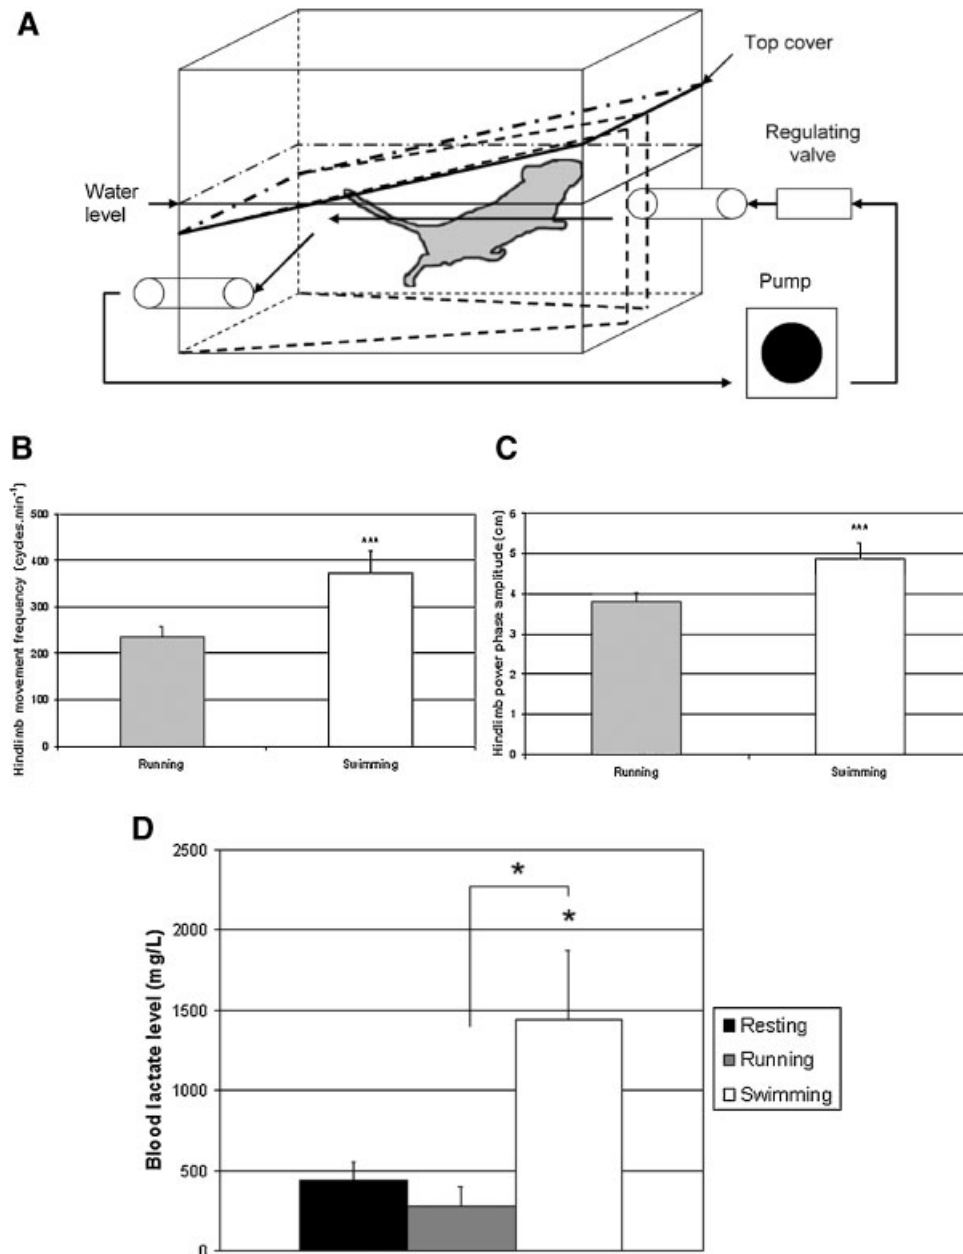 A
Top cover
Regulating
valve
Water
level
Pump
B
Hindlimb movement frequency (cycles.min-1)
500
400
300
200
100
0
***
Running
Swimming
C
Hindlimb power phase amplitude (cm)
6
5
4
3
2
1
0
***
Running
Swimming
D
Blood lactate level (mg/L)
2500
2000
1500
1000
500
0
*
*
Resting
Running
Swimming